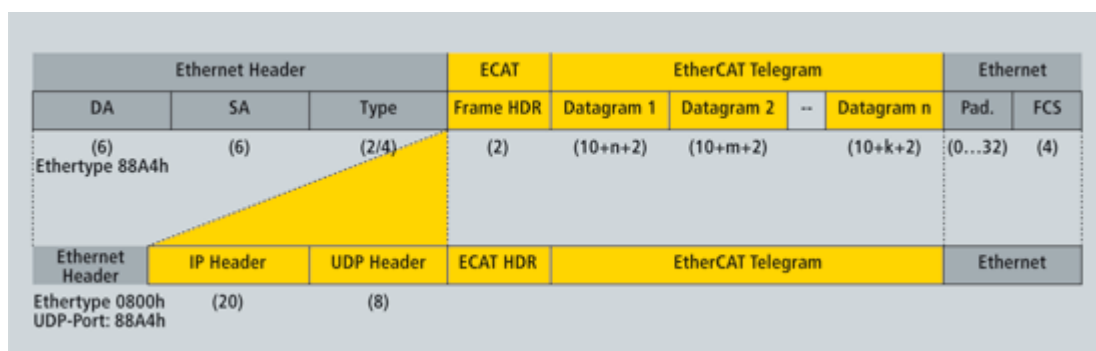 Ethernet Header ECAT EtherCAT Telegram Ethernet
DA SA Type Frame HDR Datagram 1 Datagram 2 -- Datagram n Pad. FCS
(6) (6) (2/4) (2) (10+n+2) (10+m+2) (10+k+2) (0...32) (4)
Ethertype 88A4h
Ethernet
Header IP Header UDP Header ECAT HDR EtherCAT Telegram Ethernet
Ethertype 0800h (20) (8)
UDP-Port: 88A4h